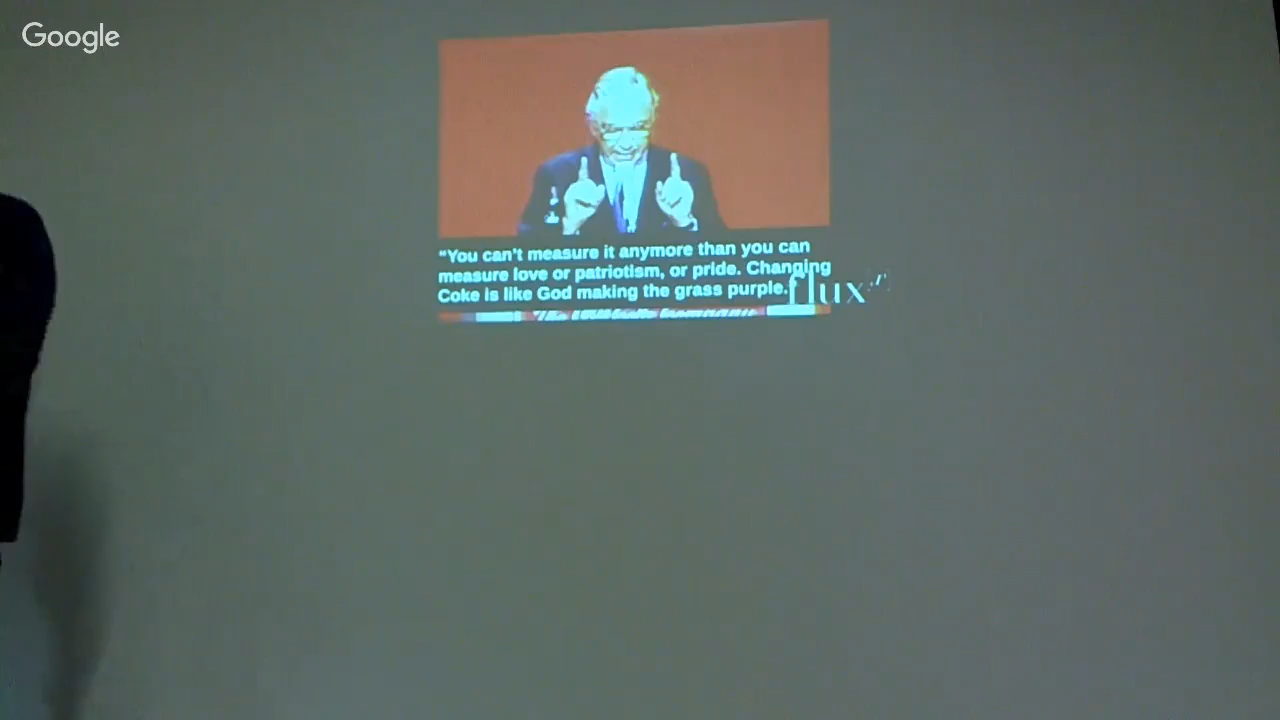 Google
“You can't measure it anymore than you can
measure love or patriotism, or pride. Changing
Coke is like God making the grass purple.”
flux